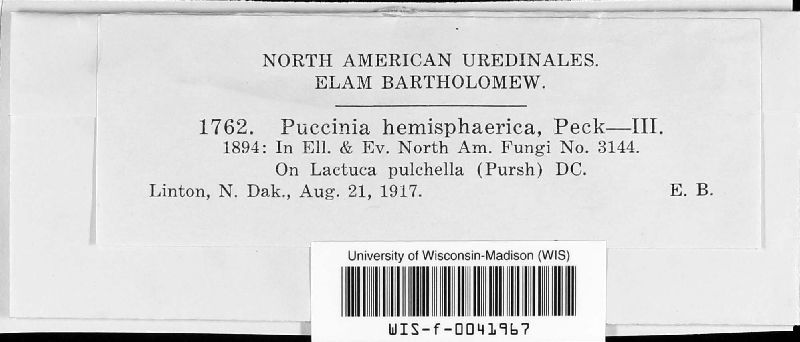 NORTH AMERICAN UREDINALES.
ELAM BARTHOLOMEW.
1762. Puccinia hemisphaerica, Peck—III.
1894: In Ell. & Ev. North Am. Fungi No. 3144.
On Lactuca pulchella (Pursh) DC.
Linton, N. Dak., Aug. 21, 1917. E. B.
University of Wisconsin-Madison (WIS)
WIS-f-0041967